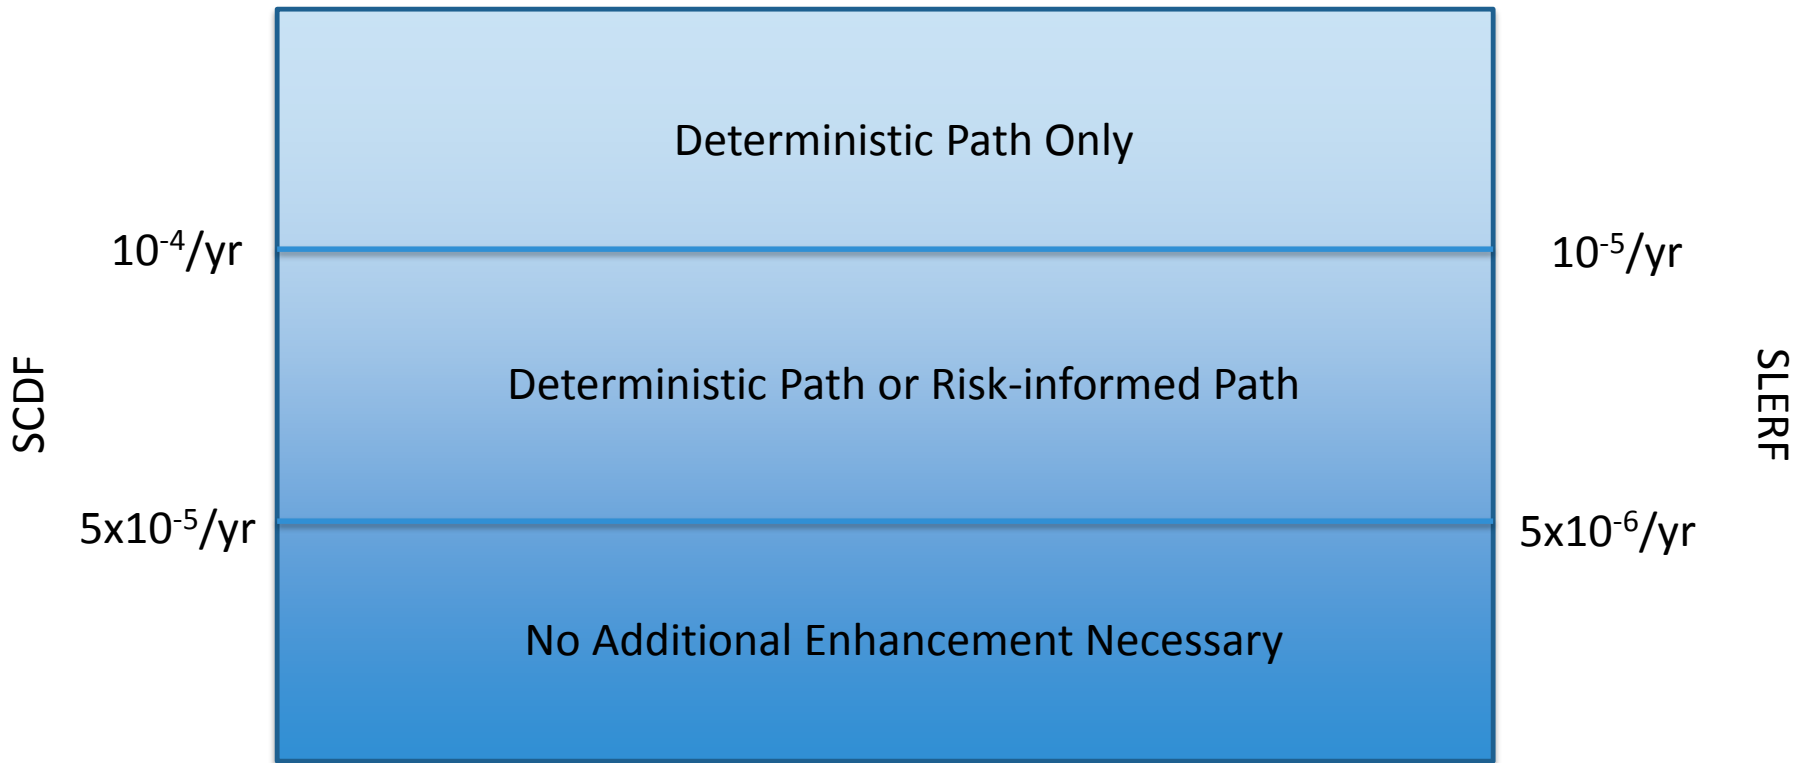 Deterministic Path Only
10⁻⁴/yr
10⁻⁵/yr
SCDF
Deterministic Path or Risk-informed Path
SLERF
5x10⁻⁵/yr
5x10⁻⁶/yr
No Additional Enhancement Necessary